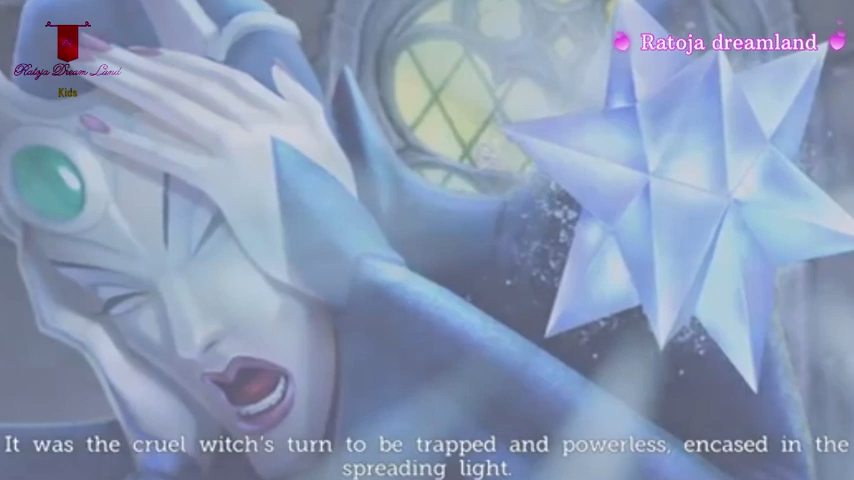 Ratoja Dream Land
Kids
Ratoja dreamland
It was the cruel witch's turn to be trapped and powerless, encased in the
spreading light.